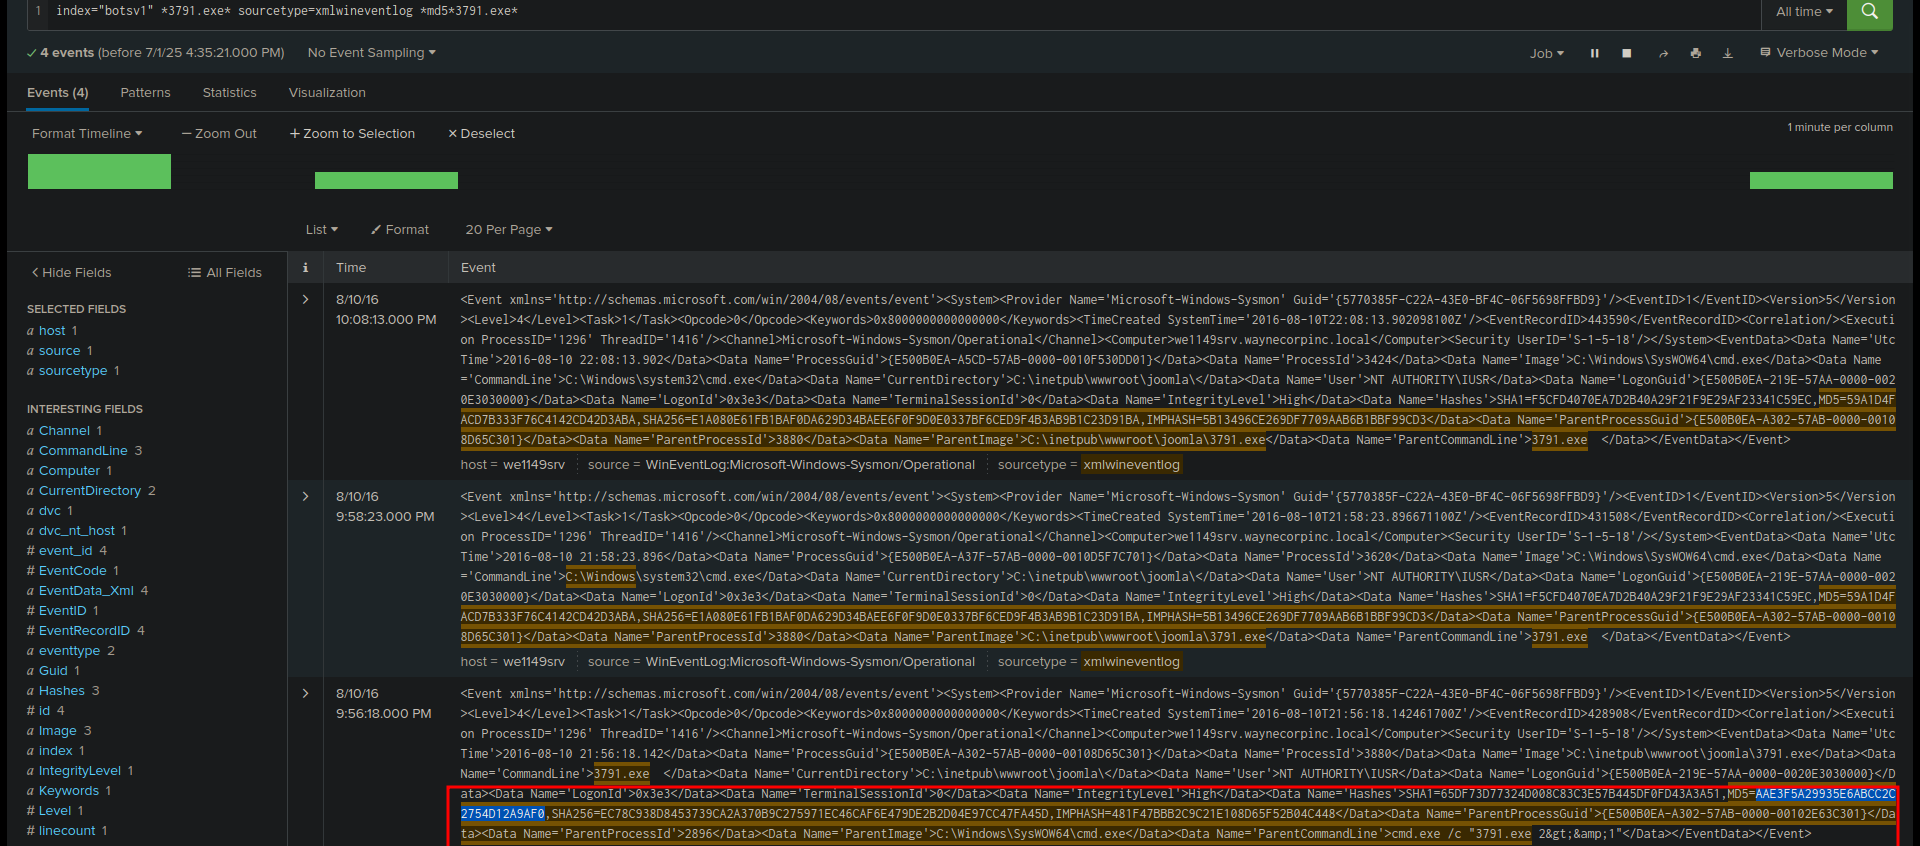 1 index="botsv1" *3791.exe* sourcetype=xmlwineventlog *md5*3791.exe*
All time
4 events (before 7/1/25 4:35:21.000 PM)
No Event Sampling
Job
Verbose Mode
Events (4)
Patterns
Statistics
Visualization
Format Timeline
— Zoom Out
+ Zoom to Selection
× Deselect
1 minute per column
List
Format
20 Per Page
< Hide Fields
All Fields
SELECTED FIELDS
a host 1
a source 1
a sourcetype 1
INTERESTING FIELDS
a Channel 1
a CommandLine 3
a Computer 1
a CurrentDirectory 2
a dvc 1
a dvc_nt_host 1
# event_id 4
# EventCode 1
a EventData_Xml 4
# EventID 1
# EventRecordID 4
a eventtype 2
a Guid 1
a Hashes 3
# id 4
a Image 3
a index 1
a IntegrityLevel 1
a Keywords 1
# Level 1
# linecount 1
i
Time
Event
8/10/16
10:08:13.000 PM
<Event xmlns='http://schemas.microsoft.com/win/2004/08/events/event'><System><Provider Name='Microsoft-Windows-Sysmon' Guid='{5770385F-C22A-43E0-BF4C-06F5698FFBD9}'/><EventID>1</EventID><Version>5</Version
><Level>4</Level><Task>1</Task><Opcode>0</Opcode><Keywords>0x8000000000000000</Keywords><TimeCreated SystemTime='2016-08-10T22:08:13.902098100Z'/><EventRecordID>443590</EventRecordID><Correlation/><Executi
on ProcessID='1296' ThreadID='1416'/><Channel>Microsoft-Windows-Sysmon/Operational</Channel><Computer>we1149srv.waynecorpinc.local</Computer><Security UserID='S-1-5-18'/></System><EventData><Data Name='Utc
Time'>2016-08-10 22:08:13.902</Data><Data Name='ProcessGuid'>{E500B0EA-A5CD-57AB-0000-0010F530DD01}</Data><Data Name='ProcessId'>3424</Data><Data Name='Image'>C:\Windows\SysWOW64\cmd.exe</Data><Data Name
='CommandLine'>C:\Windows\system32\cmd.exe</Data><Data Name='CurrentDirectory'>C:\inetpub\wwwroot\joomla\</Data><Data Name='User'>NT AUTHORITY\IUSR</Data><Data Name='LogonGuid'>{E500B0EA-219E-57AA-0000-002
0E3030000}</Data><Data Name='LogonId'>0x3e3</Data><Data Name='TerminalSessionId'>0</Data><Data Name='IntegrityLevel'>High</Data><Data Name='Hashes'>SHA1=F5CFD4070EA7D2B40A29F21F9E29AF23341C59EC,MD5=59A1D4F
ACD7B333F76C4142CD42D3ABA,SHA256=E1A080E61FB1BAF0DA629D34BAEE6F0F9D0E0337BF6CED9F4B3AB9B1C23D91BA,IMPHASH=5B13496CE269DF7709AAB6B1BBF99CD3</Data><Data Name='ParentProcessGuid'>{E500B0EA-A302-57AB-0000-0010
8D65C301}</Data><Data Name='ParentProcessId'>3880</Data><Data Name='ParentImage'>C:\inetpub\wwwroot\joomla\3791.exe</Data><Data Name='ParentCommandLine'>3791.exe </Data></EventData></Event>
host = we1149srv source = WinEventLog:Microsoft-Windows-Sysmon/Operational sourcetype = xmlwineventlog
8/10/16
9:58:23.000 PM
<Event xmlns='http://schemas.microsoft.com/win/2004/08/events/event'><System><Provider Name='Microsoft-Windows-Sysmon' Guid='{5770385F-C22A-43E0-BF4C-06F5698FFBD9}'/><EventID>1</EventID><Version>5</Version
><Level>4</Level><Task>1</Task><Opcode>0</Opcode><Keywords>0x8000000000000000</Keywords><TimeCreated SystemTime='2016-08-10T21:58:23.896671100Z'/><EventRecordID>431508</EventRecordID><Correlation/><Executi
on ProcessID='1296' ThreadID='1416'/><Channel>Microsoft-Windows-Sysmon/Operational</Channel><Computer>we1149srv.waynecorpinc.local</Computer><Security UserID='S-1-5-18'/></System><EventData><Data Name='Utc
Time'>2016-08-10 21:58:23.896</Data><Data Name='ProcessGuid'>{E500B0EA-A37F-57AB-0000-0010D5F7C701}</Data><Data Name='ProcessId'>3620</Data><Data Name='Image'>C:\Windows\SysWOW64\cmd.exe</Data><Data Name
='CommandLine'>C:\Windows\system32\cmd.exe</Data><Data Name='CurrentDirectory'>C:\inetpub\wwwroot\joomla\</Data><Data Name='User'>NT AUTHORITY\IUSR</Data><Data Name='LogonGuid'>{E500B0EA-219E-57AA-0000-002
0E3030000}</Data><Data Name='LogonId'>0x3e3</Data><Data Name='TerminalSessionId'>0</Data><Data Name='IntegrityLevel'>High</Data><Data Name='Hashes'>SHA1=F5CFD4070EA7D2B40A29F21F9E29AF23341C59EC,MD5=59A1D4F
ACD7B333F76C4142CD42D3ABA,SHA256=E1A080E61FB1BAF0DA629D34BAEE6F0F9D0E0337BF6CED9F4B3AB9B1C23D91BA,IMPHASH=5B13496CE269DF7709AAB6B1BBF99CD3</Data><Data Name='ParentProcessGuid'>{E500B0EA-A302-57AB-0000-0010
8D65C301}</Data><Data Name='ParentProcessId'>3880</Data><Data Name='ParentImage'>C:\inetpub\wwwroot\joomla\3791.exe</Data><Data Name='ParentCommandLine'>3791.exe </Data></EventData></Event>
host = we1149srv source = WinEventLog:Microsoft-Windows-Sysmon/Operational sourcetype = xmlwineventlog
8/10/16
9:56:18.000 PM
<Event xmlns='http://schemas.microsoft.com/win/2004/08/events/event'><System><Provider Name='Microsoft-Windows-Sysmon' Guid='{5770385F-C22A-43E0-BF4C-06F5698FFBD9}'/><EventID>1</EventID><Version>5</Version
><Level>4</Level><Task>1</Task><Opcode>0</Opcode><Keywords>0x8000000000000000</Keywords><TimeCreated SystemTime='2016-08-10T21:56:18.142461700Z'/><EventRecordID>428908</EventRecordID><Correlation/><Executi
on ProcessID='1296' ThreadID='1416'/><Channel>Microsoft-Windows-Sysmon/Operational</Channel><Computer>we1149srv.waynecorpinc.local</Computer><Security UserID='S-1-5-18'/></System><EventData><Data Name='Utc
Time'>2016-08-10 21:56:18.142</Data><Data Name='ProcessGuid'>{E500B0EA-A302-57AB-0000-00108D65C301}</Data><Data Name='ProcessId'>3880</Data><Data Name='Image'>C:\inetpub\wwwroot\joomla\3791.exe</Data><Data
Name='CommandLine'>3791.exe </Data><Data Name='CurrentDirectory'>C:\inetpub\wwwroot\joomla\</Data><Data Name='User'>NT AUTHORITY\IUSR</Data><Data Name='LogonGuid'>{E500B0EA-219E-57AA-0000-0020E3030000}</D
ata><Data Name='LogonId'>0x3e3</Data><Data Name='TerminalSessionId'>0</Data><Data Name='IntegrityLevel'>High</Data><Data Name='Hashes'>SHA1=65DF73D77324D008C83C3E57B445DF0FD43A3A51,MD5=AAE3F5A29935E6ABCC2C
2754D12A9AF0,SHA256=EC78C938D8453739CA2A370B9C275971EC46CAF6E479DE2B2D04E97CC47FA45D,IMPHASH=481F47BBB2C9C21E108D65F52B04C448</Data><Data Name='ParentProcessGuid'>{E500B0EA-A302-57AB-0000-00102E63C301}</Da
ta><Data Name='ParentProcessId'>2896</Data><Data Name='ParentImage'>C:\Windows\SysWOW64\cmd.exe</Data><Data Name='ParentCommandLine'>cmd.exe /c "3791.exe 2&gt;&amp;1"</Data></EventData></Event>